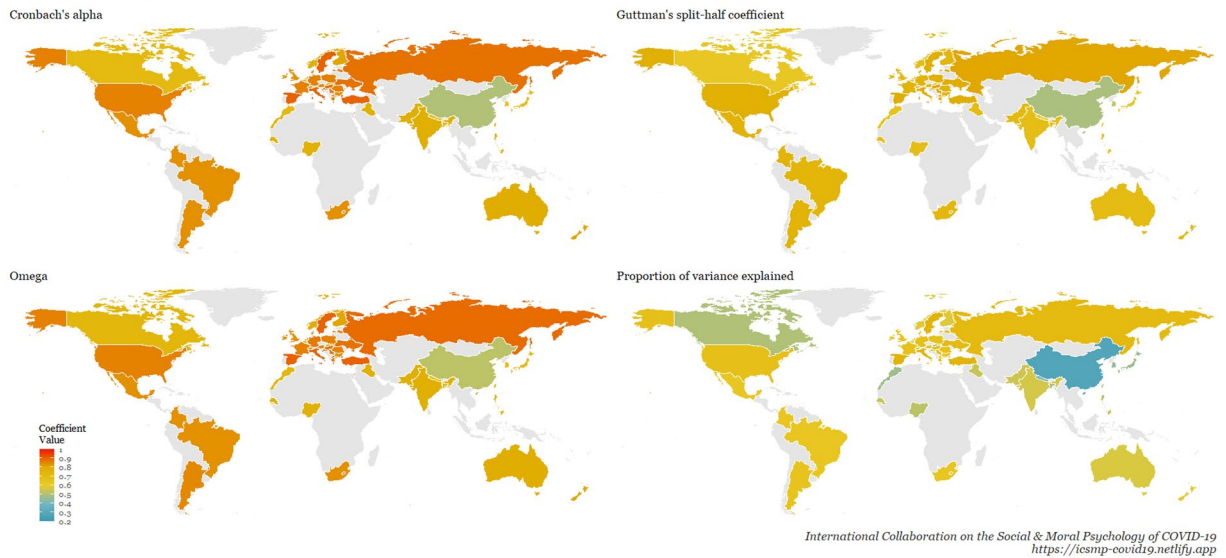 Cronbach's alpha
Guttman's split-half coefficient
Omega
Proportion of variance explained
Coefficient
Value
1
0.9
0.8
0.7
0.6
0.5
0.4
0.3
0.2
International Collaboration on the Social & Moral Psychology of COVID-19
https://icsmp-covid19.netlify.app